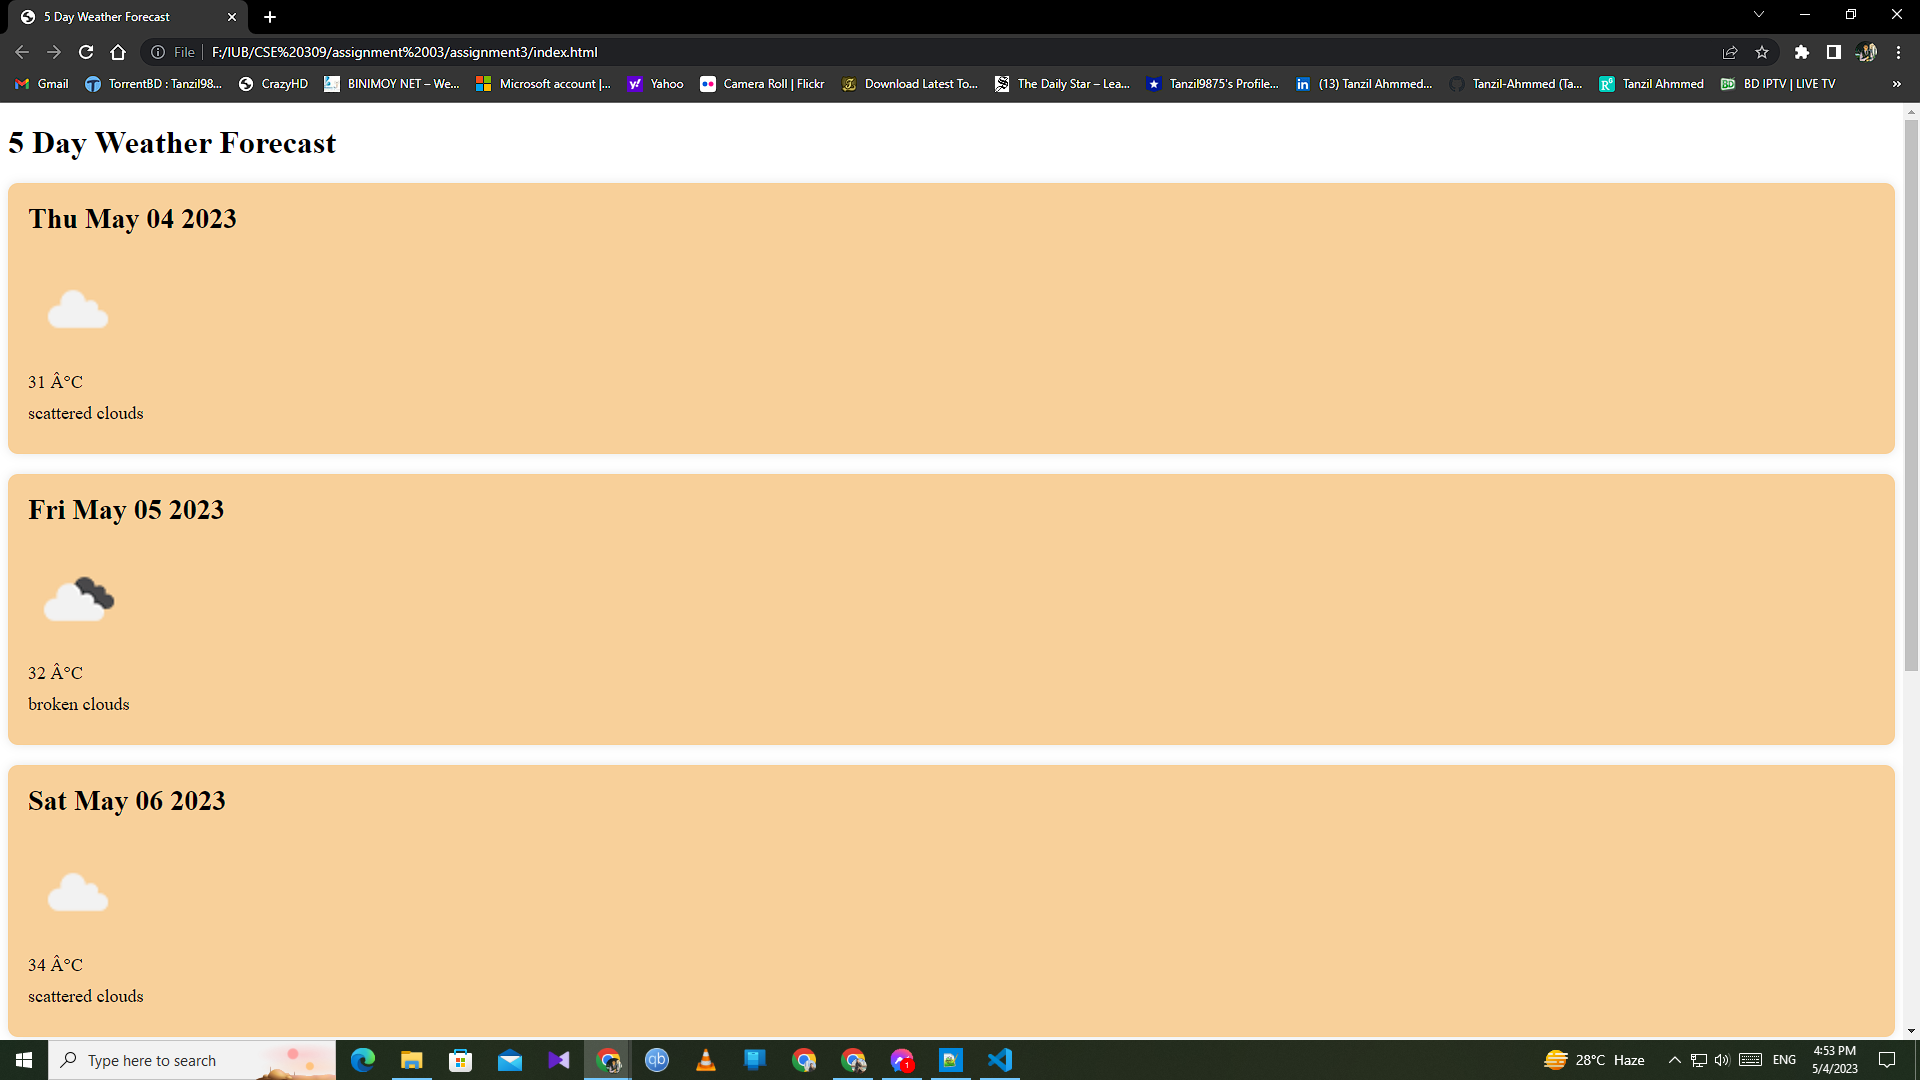 5 Day Weather Forecast
File F:/IUB/CSE%20309/assignment%2003/assignment3/index.html
Gmail TorrentBD : Tanzil98... CrazyHD BINIMOY NET – We... Microsoft account |... Yahoo Camera Roll | Flickr Download Latest To... The Daily Star – Lea... Tanzil9875's Profile... (13) Tanzil Ahmmed... Tanzil-Ahmmed (Ta... Tanzil Ahmmed BD IPTV | LIVE TV »
5 Day Weather Forecast
Thu May 04 2023
31 Â°C
scattered clouds
Fri May 05 2023
32 Â°C
broken clouds
Sat May 06 2023
34 Â°C
scattered clouds
Type here to search
28°C Haze
ENG
4:53 PM
5/4/2023